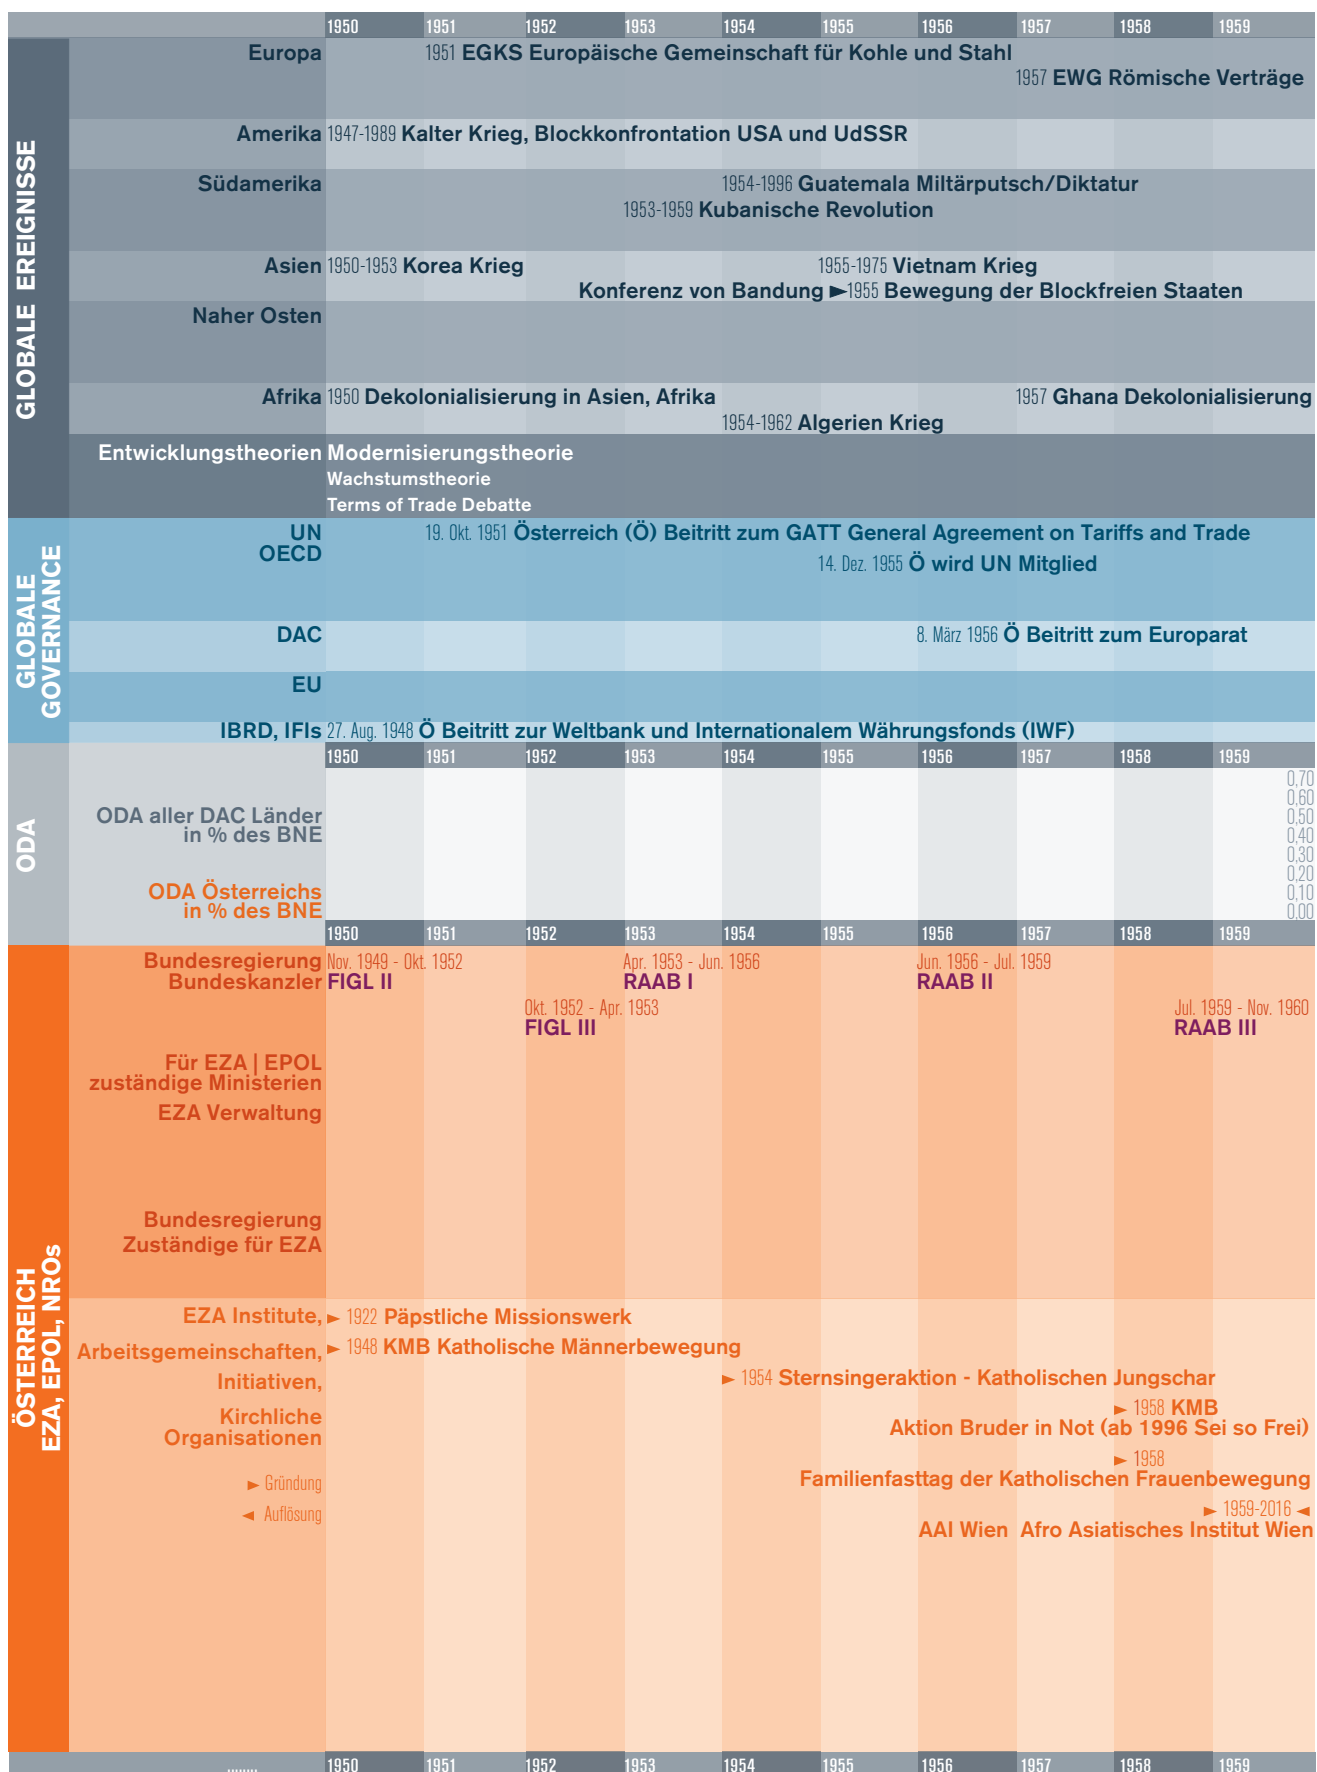 1950 1951 1952 1953 1954 1955 1956 1957 1958 1959
GLOBALE EREIGNISSE
Europa 1951 EGKS Europäische Gemeinschaft für Kohle und Stahl
1957 EWG Römische Verträge
Amerika 1947-1989 Kalter Krieg, Blockkonfrontation USA und UdSSR
Südamerika 1954-1996 Guatemala Miltärputsch/Diktatur
1953-1959 Kubanische Revolution
Asien 1950-1953 Korea Krieg 1955-1975 Vietnam Krieg
Konferenz von Bandung ►1955 Bewegung der Blockfreien Staaten
Naher Osten
Afrika 1950 Dekolonialisierung in Asien, Afrika 1957 Ghana Dekolonialisierung
1954-1962 Algerien Krieg
Entwicklungstheorien Modernisierungstheorie
Wachstumstheorie
Terms of Trade Debatte
GLOBALE
GOVERNANCE
UN 19. Okt. 1951 Österreich (Ö) Beitritt zum GATT General Agreement on Tariffs and Trade
OECD
14. Dez. 1955 Ö wird UN Mitglied
DAC 8. März 1956 Ö Beitritt zum Europarat
EU
IBRD, IFIs 27. Aug. 1948 Ö Beitritt zur Weltbank und Internationalem Währungsfonds (IWF)
1950 1951 1952 1953 1954 1955 1956 1957 1958 1959
ODA
0,70
0,60
ODA aller DAC Länder 0,50
in % des BNE 0,40
0,30
0,20
ODA Österreichs 0,10
in % des BNE 0,00
1950 1951 1952 1953 1954 1955 1956 1957 1958 1959
ÖSTERREICH
EZA, EPOL, NROs
Bundesregierung Nov. 1949 - Okt. 1952 Apr. 1953 - Jun. 1956 Jun. 1956 - Jul. 1959
Bundeskanzler FIGL II RAAB I RAAB II
Okt. 1952 - Apr. 1953 Jul. 1959 - Nov. 1960
FIGL III RAAB III
Für EZA | EPOL
zuständige Ministerien
EZA Verwaltung
Bundesregierung
Zuständige für EZA
EZA Institute, ► 1922 Päpstliche Missionswerk
Arbeitsgemeinschaften, ► 1948 KMB Katholische Männerbewegung
Initiativen, ► 1954 Sternsingeraktion - Katholischen Jungschar
Kirchliche ► 1958 KMB
Organisationen Aktion Bruder in Not (ab 1996 Sei so Frei)
► 1958
► Gründung Familienfasttag der Katholischen Frauenbewegung
◄ Auflösung ► 1959-2016 ◄
AAI Wien Afro Asiatisches Institut Wien
........ 1950 1951 1952 1953 1954 1955 1956 1957 1958 1959